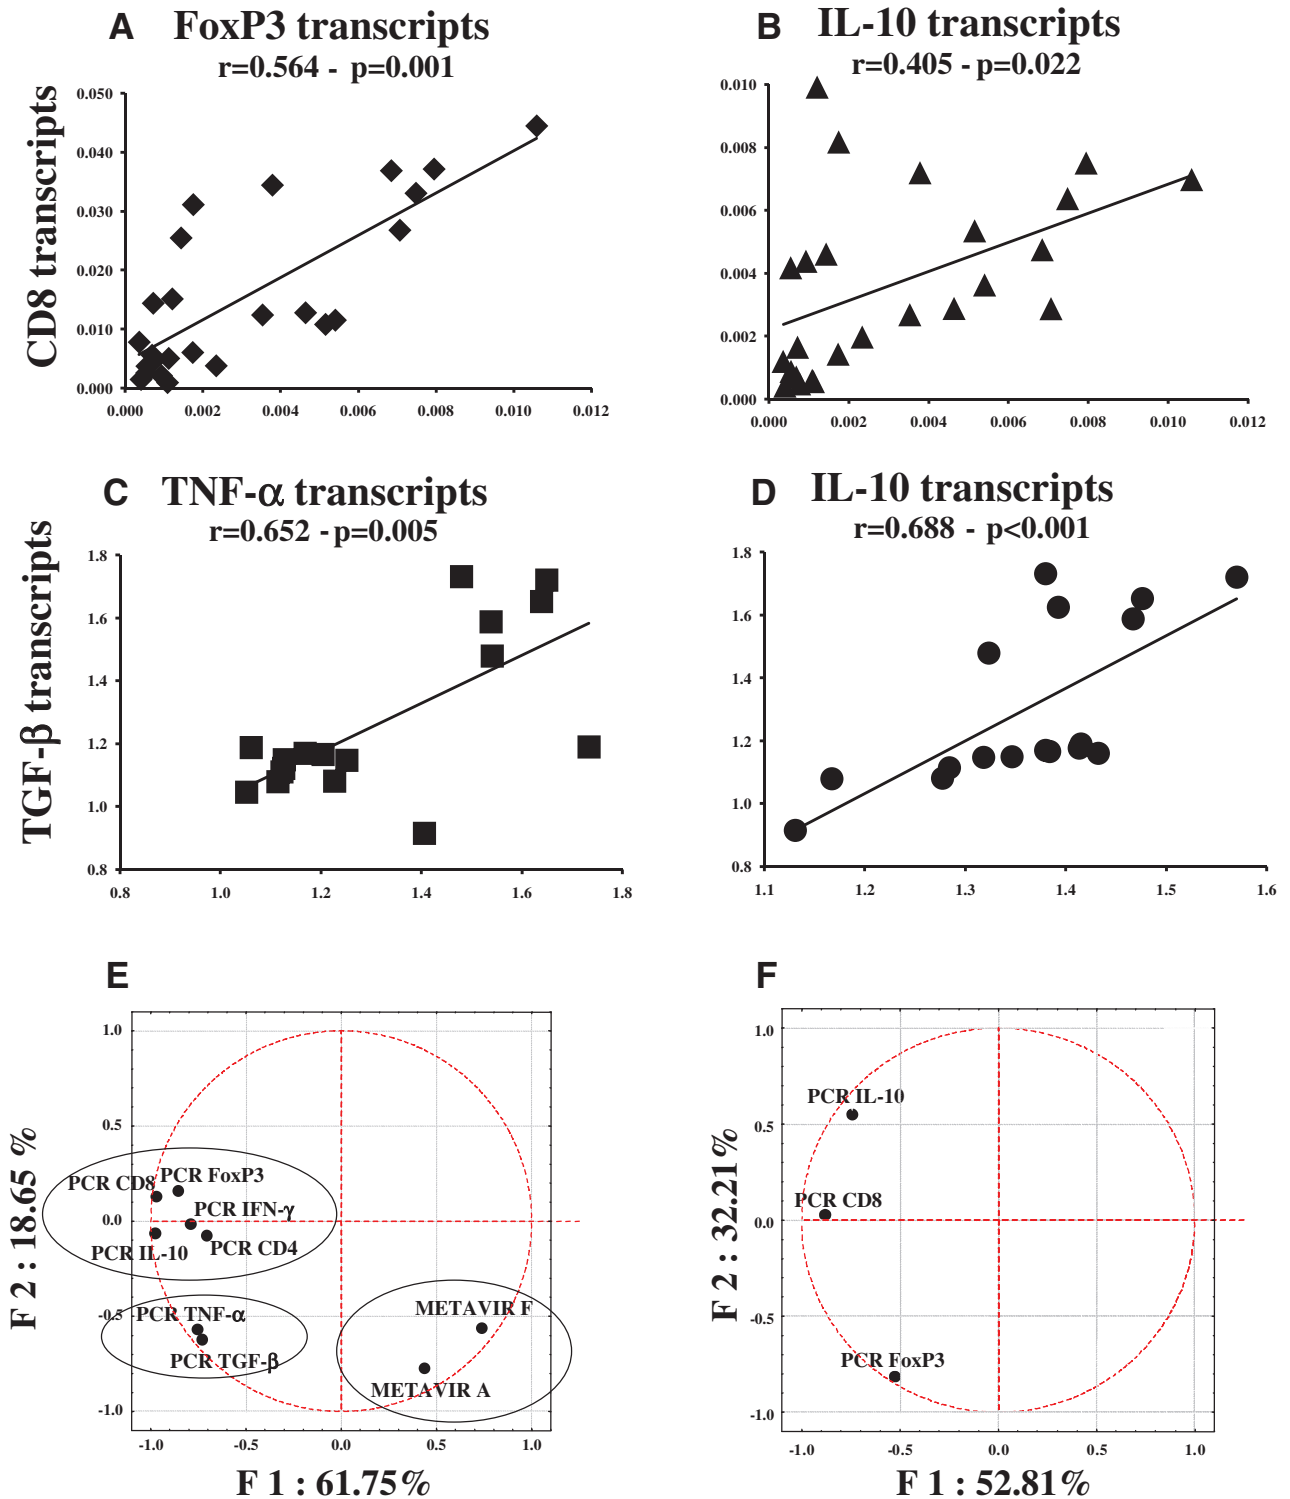 A FoxP3 transcripts
r=0.564 - p=0.001
CD8 transcripts
0.050
0.040
0.030
0.020
0.010
0.000
0.000 0.002 0.004 0.006 0.008 0.010 0.012
B IL-10 transcripts
r=0.405 - p=0.022
0.010
0.008
0.006
0.004
0.002
0.000
0.000 0.002 0.004 0.006 0.008 0.010 0.012
C TNF-α transcripts
r=0.652 - p=0.005
TGF-β transcripts
1.8
1.6
1.4
1.2
1.0
0.8
0.8 1.0 1.2 1.4 1.6 1.8
D IL-10 transcripts
r=0.688 - p<0.001
1.8
1.6
1.4
1.2
1.0
0.8
1.1 1.2 1.3 1.4 1.5 1.6
E
F 2 : 18.65 %
1.0
0.5
0.0
-0.5
-1.0
PCR CD8 PCR FoxP3
PCR IFN-γ
PCR IL-10 PCR CD4
PCR TNF-α
PCR TGF-β
METAVIR F
METAVIR A
-1.0 -0.5 0.0 0.5 1.0
F 1 : 61.75%
F
F 2 : 32.21%
1.0
0.5
0.0
-0.5
-1.0
PCR IL-10
PCR CD8
PCR FoxP3
-1.0 -0.5 0.0 0.5 1.0
F 1 : 52.81%